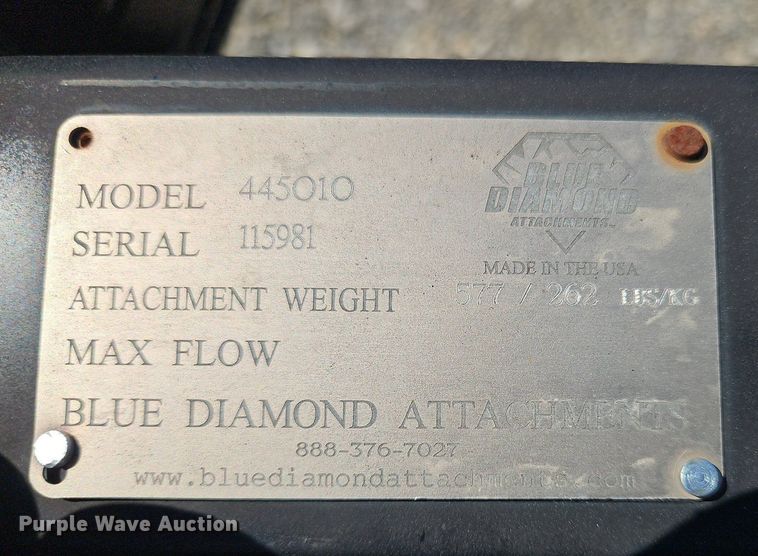 BLUE
DIAMOND
ATTACHMENTS
MADE IN THE USA
MODEL 445010
SERIAL 115981
ATTACHMENT WEIGHT 577 / 262 LBS/KG
MAX FLOW
BLUE DIAMOND ATTACHMENTS
888-376-7027
www.bluediamondattachments.com
Purple Wave Auction